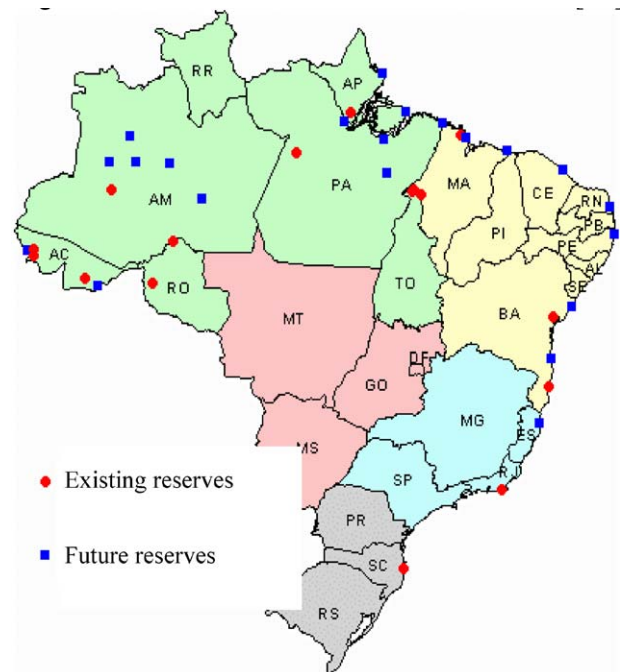 RR
AP
AM
PA
MA
CE
RN
PB
PI
PE
AL
SE
AC
RO
TO
BA
MT
DF
GO
MG
ES
MS
SP
RJ
PR
SC
RS
Existing reserves
Future reserves